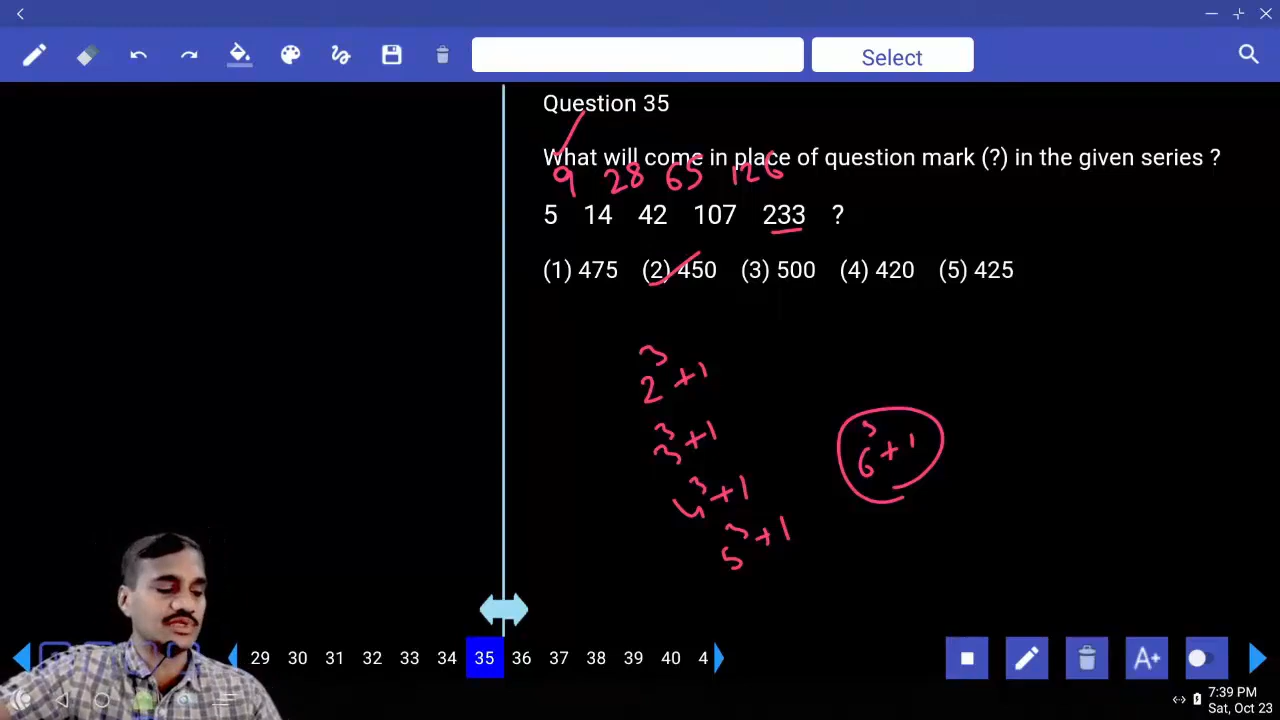 Select
Question 35
What will come in place of question mark (?) in the given series ?
9 28 65 126
5 14 42 107 233 ?
(1) 475 (2) 450 (3) 500 (4) 420 (5) 425
2³+1
3³+1
6³+1
4³+1
5³+1
29 30 31 32 33 34 35 36 37 38 39 40 4
A+
7:39 PM
Sat, Oct 23